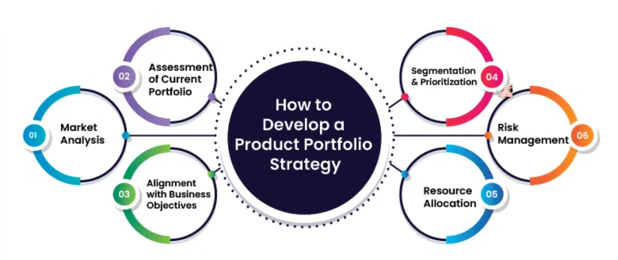 How to
Develop a
Product Portfolio
Strategy
01
Market
Analysis
02
Assessment
of Current
Portfolio
03
Alignment
with Business
Objectives
04
Segmentation
& Prioritization
05
Resource
Allocation
06
Risk
Management